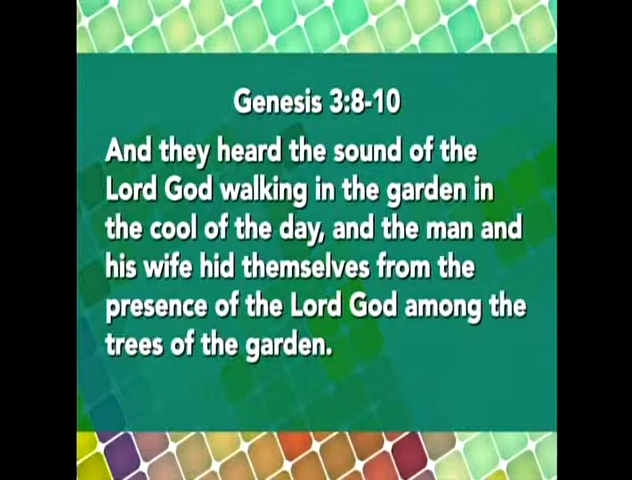 Genesis 3:8-10
And they heard the sound of the
Lord God walking in the garden in
the cool of the day, and the man and
his wife hid themselves from the
presence of the Lord God among the
trees of the garden.